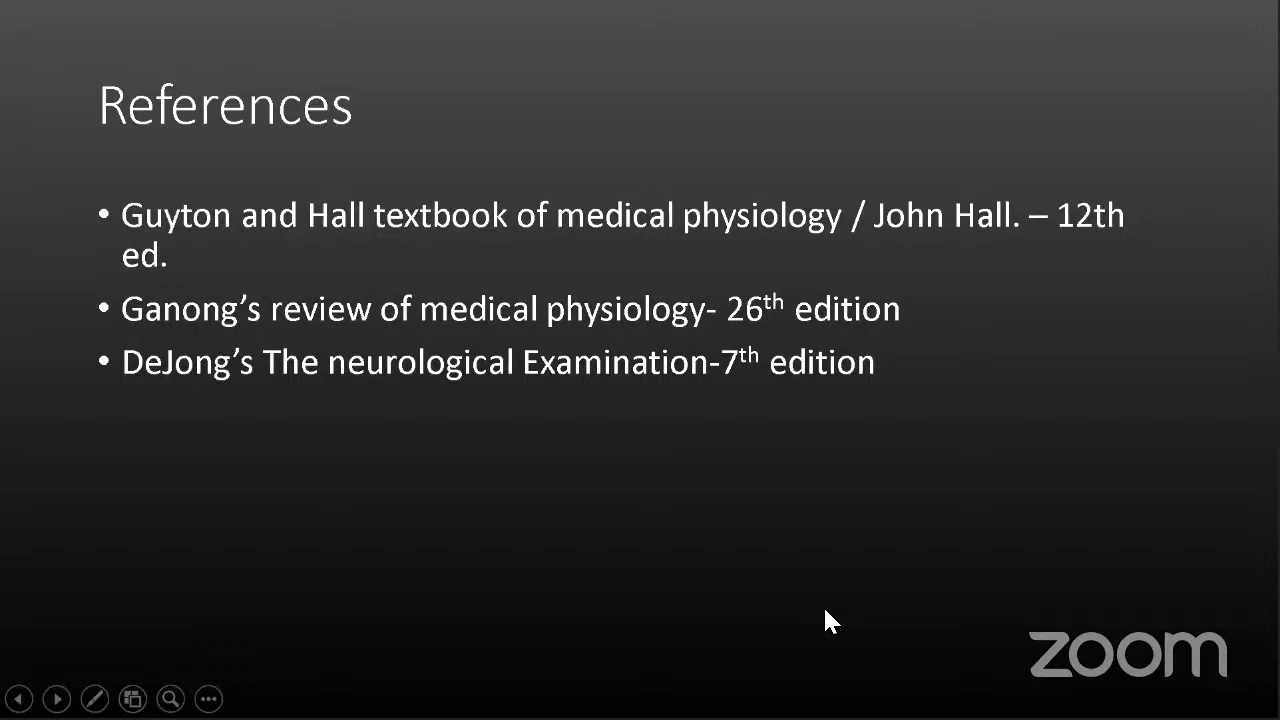 References
• Guyton and Hall textbook of medical physiology / John Hall. – 12th
ed.
• Ganong’s review of medical physiology- 26th edition
• DeJong’s The neurological Examination-7th edition
zoom